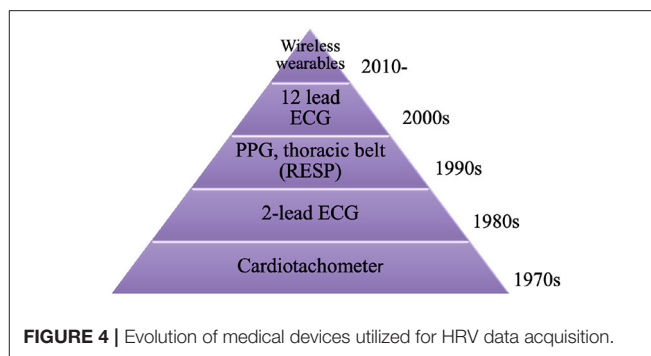 Wireless
wearables
2010-
12 lead
ECG
2000s
PPG, thoracic belt
(RESP)
1990s
2-lead ECG
1980s
Cardiotachometer
1970s
FIGURE 4 | Evolution of medical devices utilized for HRV data acquisition.